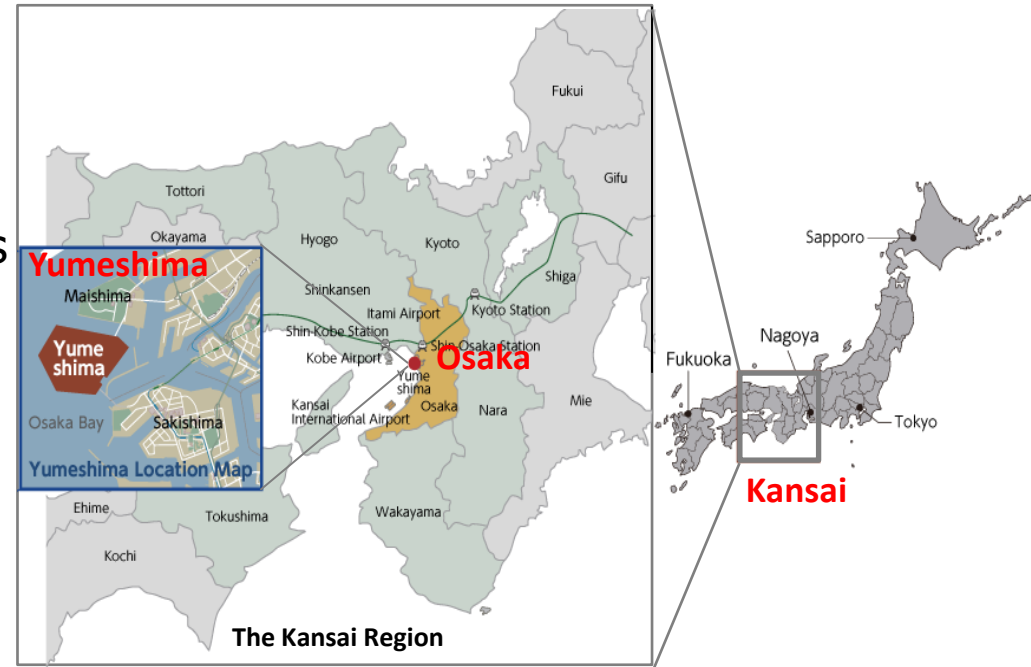 Fukui
Gifu
Tottori
Okayama
Hyogo
Kyoto
Shiga
S
Yumeshima
Maishima
Yume
shima
Osaka Bay
Sakishima
Yumeshima Location Map
Shinkansen
Itami Airport
Kyoto Station
Shin-Kobe Station
Shin-Osaka Station
Kobe Airport
Osaka
Yume
shima
Kansai
International Airport
Osaka
Nara
Mie
Ehime
Tokushima
Wakayama
Kochi
The Kansai Region
Sapporo
Nagoya
Fukuoka
Tokyo
Kansai